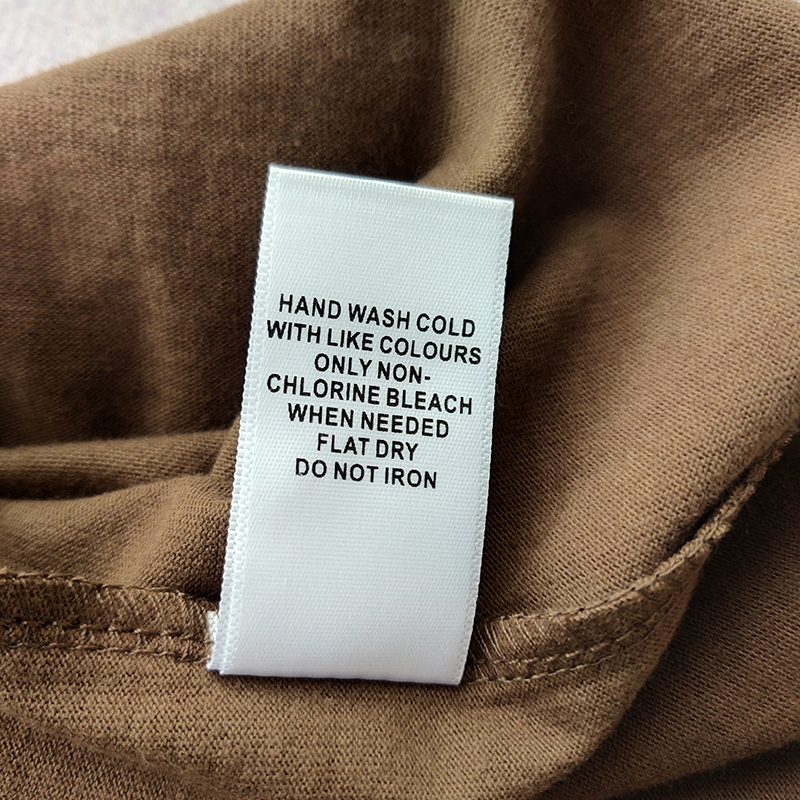 HAND WASH COLD
WITH LIKE COLOURS
ONLY NON-
CHLORINE BLEACH
WHEN NEEDED
FLAT DRY
DO NOT IRON